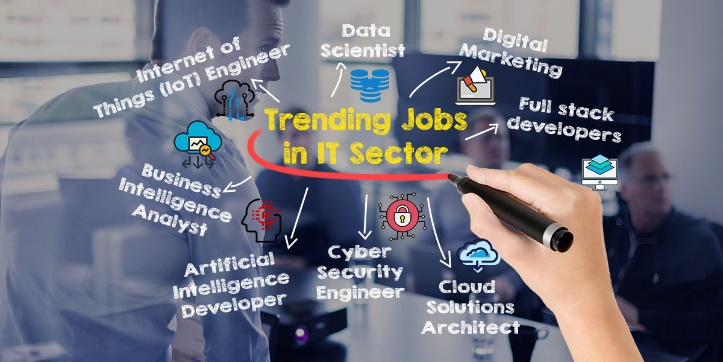 Internet of
Things (IoT) Engineer
Data
Scientist
Digital
Marketing
Full stack
developers
Trending Jobs
in IT Sector
Business
Intelligence
Analyst
Artificial
Intelligence
Developer
Cyber
Security
Engineer
Cloud
Solutions
Architect